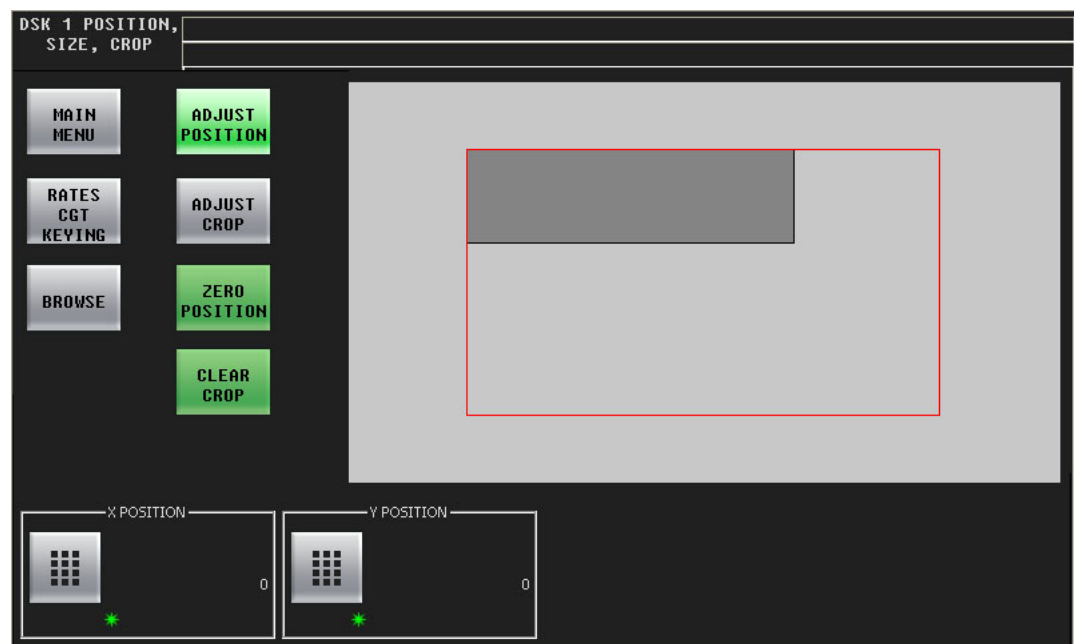 DSK 1 POSITION,
SIZE, CROP
MAIN
MENU
ADJUST
POSITION
RATES
CGT
KEYING
ADJUST
CROP
BROWSE
ZERO
POSITION
CLEAR
CROP
X POSITION
0
Y POSITION
0